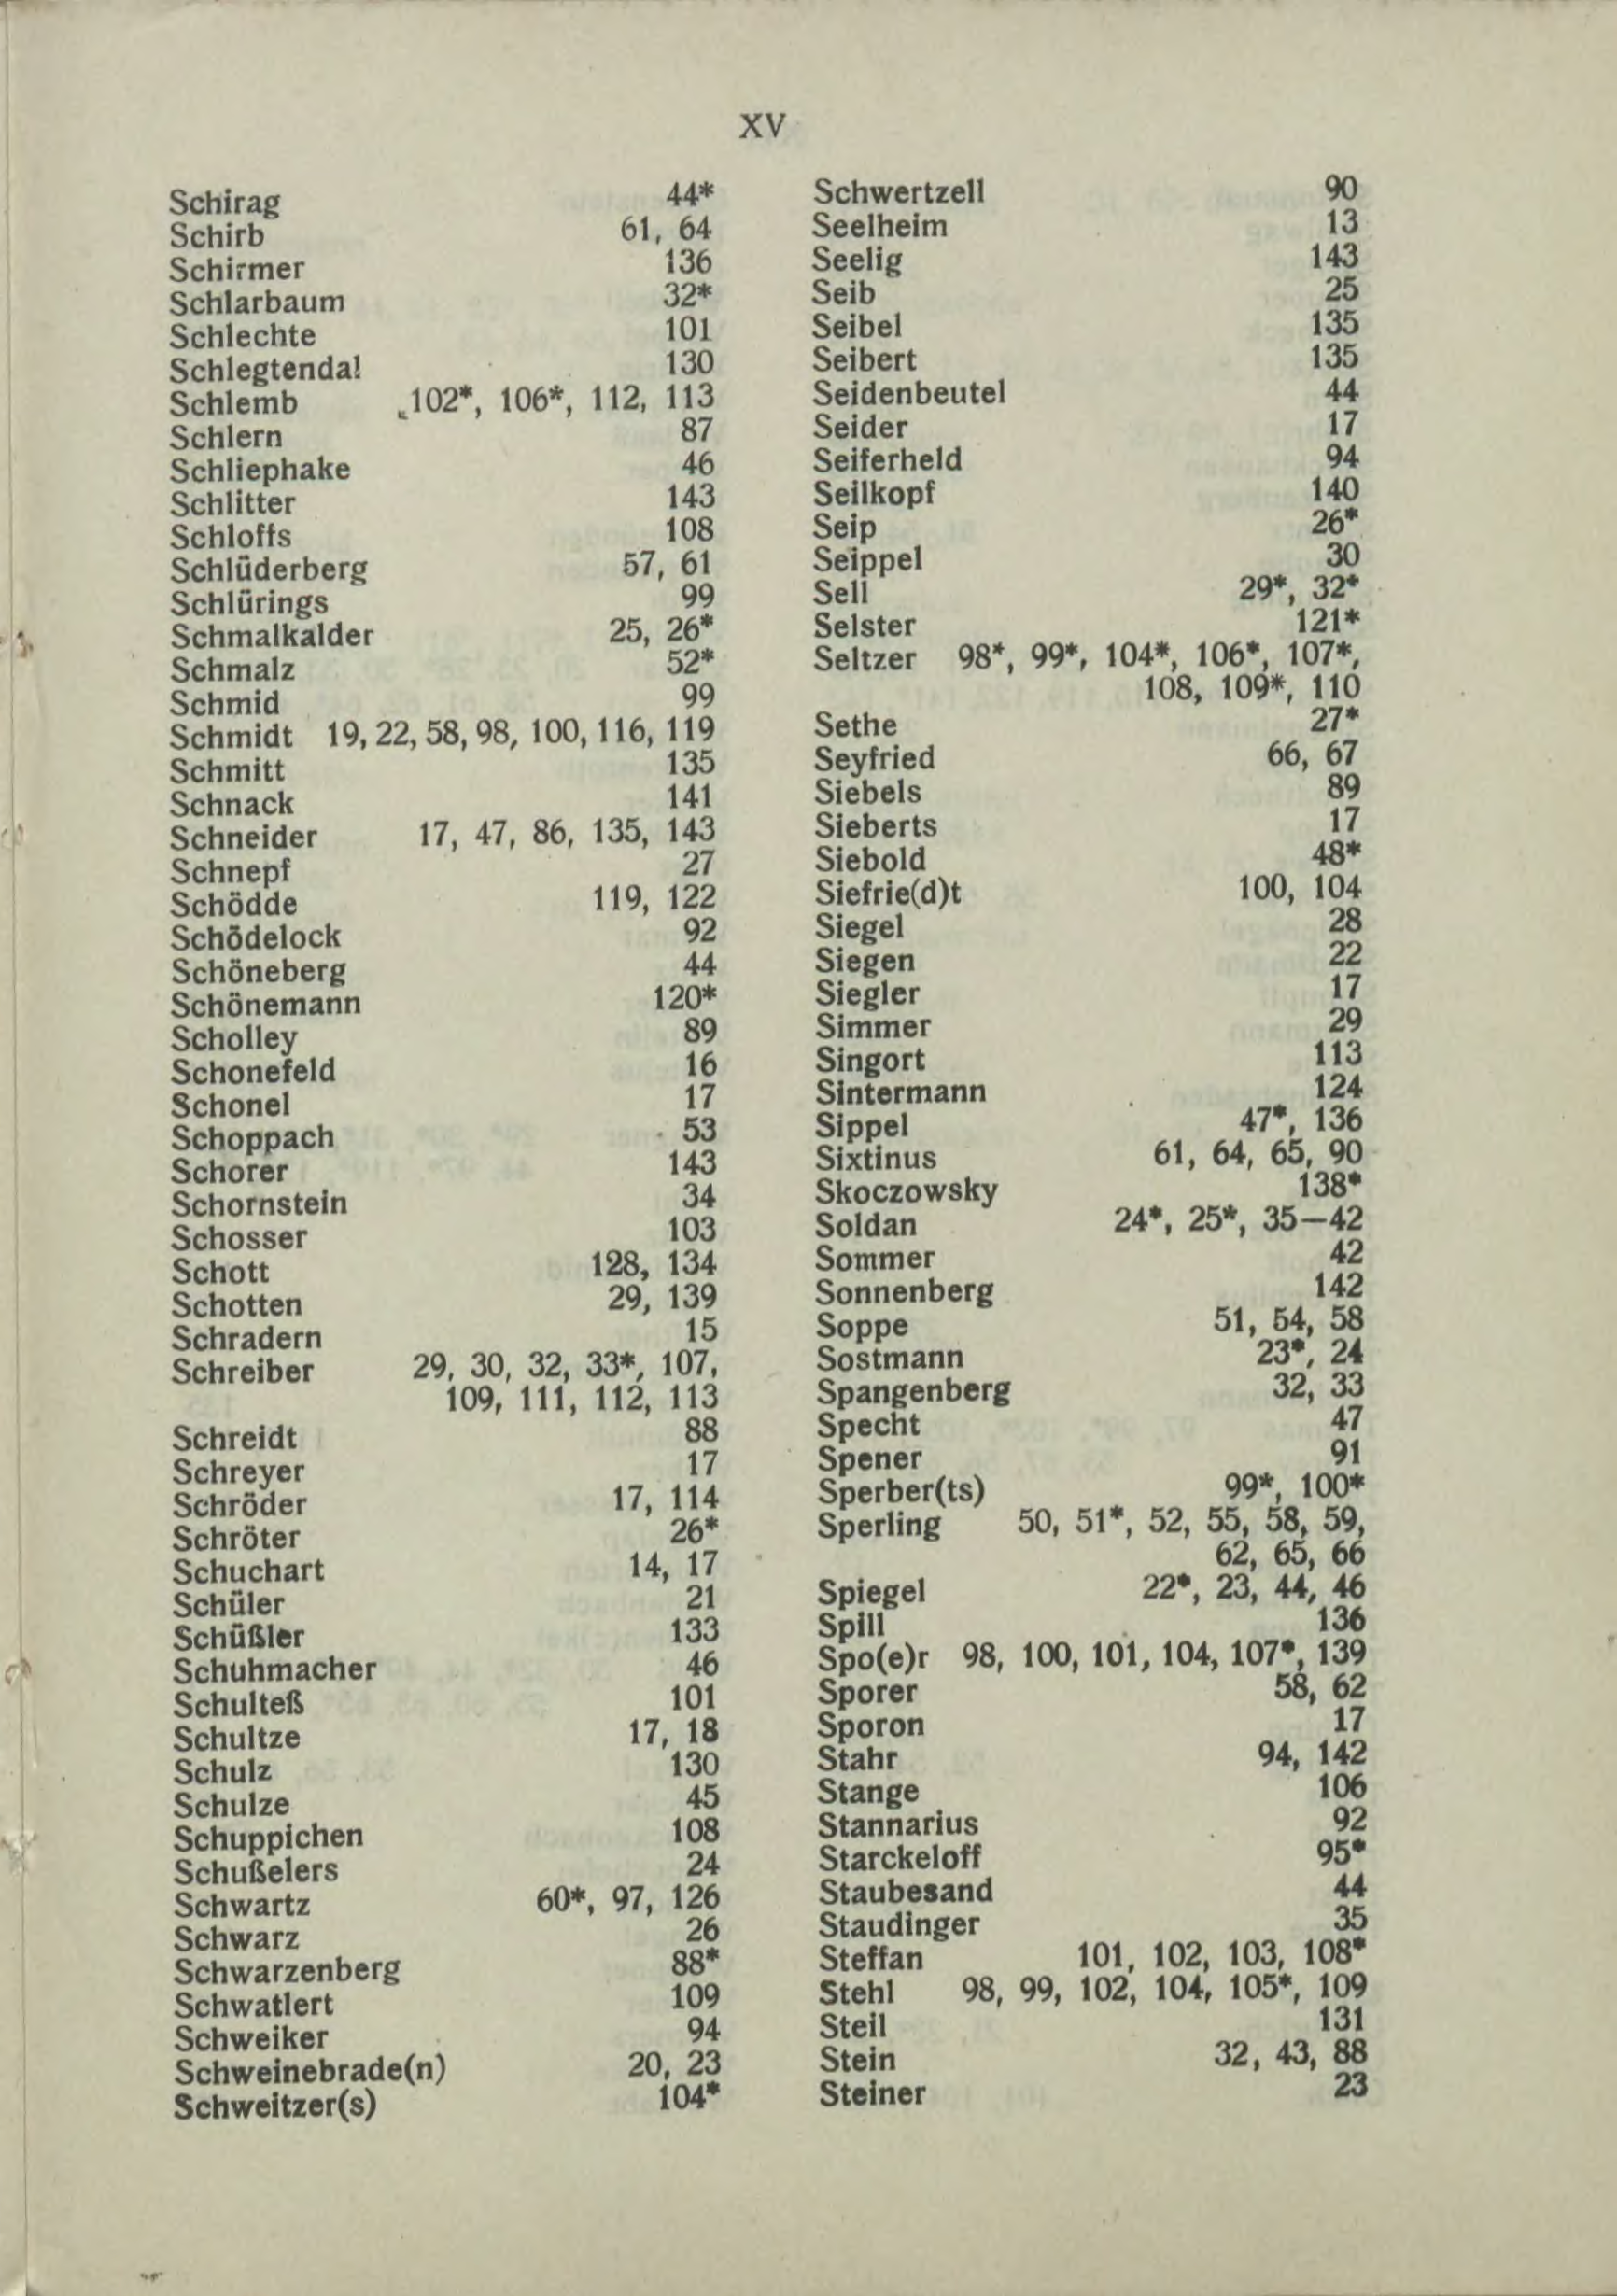 XV
Schirag 44*
Schirb 61, 64
Schirmer 136
Schlarbaum 32*
Schlechte 101
Schlegtendal 130
Schlemb 102*, 106*, 112, 113
Schlern 87
Schliephake 46
Schlitter 143
Schloffs 108
Schlüderberg 57, 61
Schlürings 99
Schmalkalder 25, 26*
Schmalz 52*
Schmid 99
Schmidt 19, 22, 58, 98, 100, 116, 119
Schmitt 135
Schnack 141
Schneider 17, 47, 86, 135, 143
Schnepf 27
Schödde 119, 122
Schödelock 92
Schöneberg 44
Schönemann 120*
Scholley 89
Schonefeld 16
Schonel 17
Schoppach 53
Schorer 143
Schornstein 34
Schosser 103
Schott 128, 134
Schotten 29, 139
Schradern 15
Schreiber 29, 30, 32, 33*, 107,
109, 111, 112, 113
Schreidt 88
Schreyer 17
Schröder 17, 114
Schröter 26*
Schuchart 14, 17
Schüler 21
Schüßler 133
Schuhmacher 46
Schulteß 101
Schultze 17, 18
Schulz 130
Schulze 45
Schuppichen 108
Schußelers 24
Schwartz 60*, 97, 126
Schwarz 26
Schwarzenberg 88*
Schwatlert 109
Schweiker 94
Schweinebrade(n) 20, 23
Schweitzer(s) 104*
Schwertzell 90
Seelheim 13
Seelig 143
Seib 25
Seibel 135
Seibert 135
Seidenbeutel 44
Seider 17
Seiferheld 94
Seilkopf 140
Seip 26*
Seippel 30
Sell 29*, 32*
Selster 121*
Seltzer 98*, 99*, 104*, 106*, 107*,
108, 109*, 110
Sethe 27*
Seyfried 66, 67
Siebels 89
Sieberts 17
Siebold 48*
Siefrie(d)t 100, 104
Siegel 28
Siegen 22
Siegler 17
Simmer 29
Singort 113
Sintermann 124
Sippel 47*, 136
Sixtinus 61, 64, 65, 90
Skoczowsky 138*
Soldan 24*, 25*, 35—42
Sommer 42
Sonnenberg 142
Soppe 51, 54, 58
Sostmann 23*, 24
Spangenberg 32, 33
Specht 47
Spener 91
Sperber(ts) 99*, 100*
Sperling 50, 51*, 52, 55, 58, 59,
62, 65, 66
Spiegel 22*, 23, 44, 46
Spill 136
Spo(e)r 98, 100, 101, 104, 107*, 139
Sporer 58, 62
Sporon 17
Stahr 94, 142
Stange 106
Stannarius 92
Starckeloff 95*
Staubesand 44
Staudinger 35
Steffan 101, 102, 103, 108*
Stehl 98, 99, 102, 104, 105*, 109
Steil 131
Stein 32, 43, 88
Steiner 23